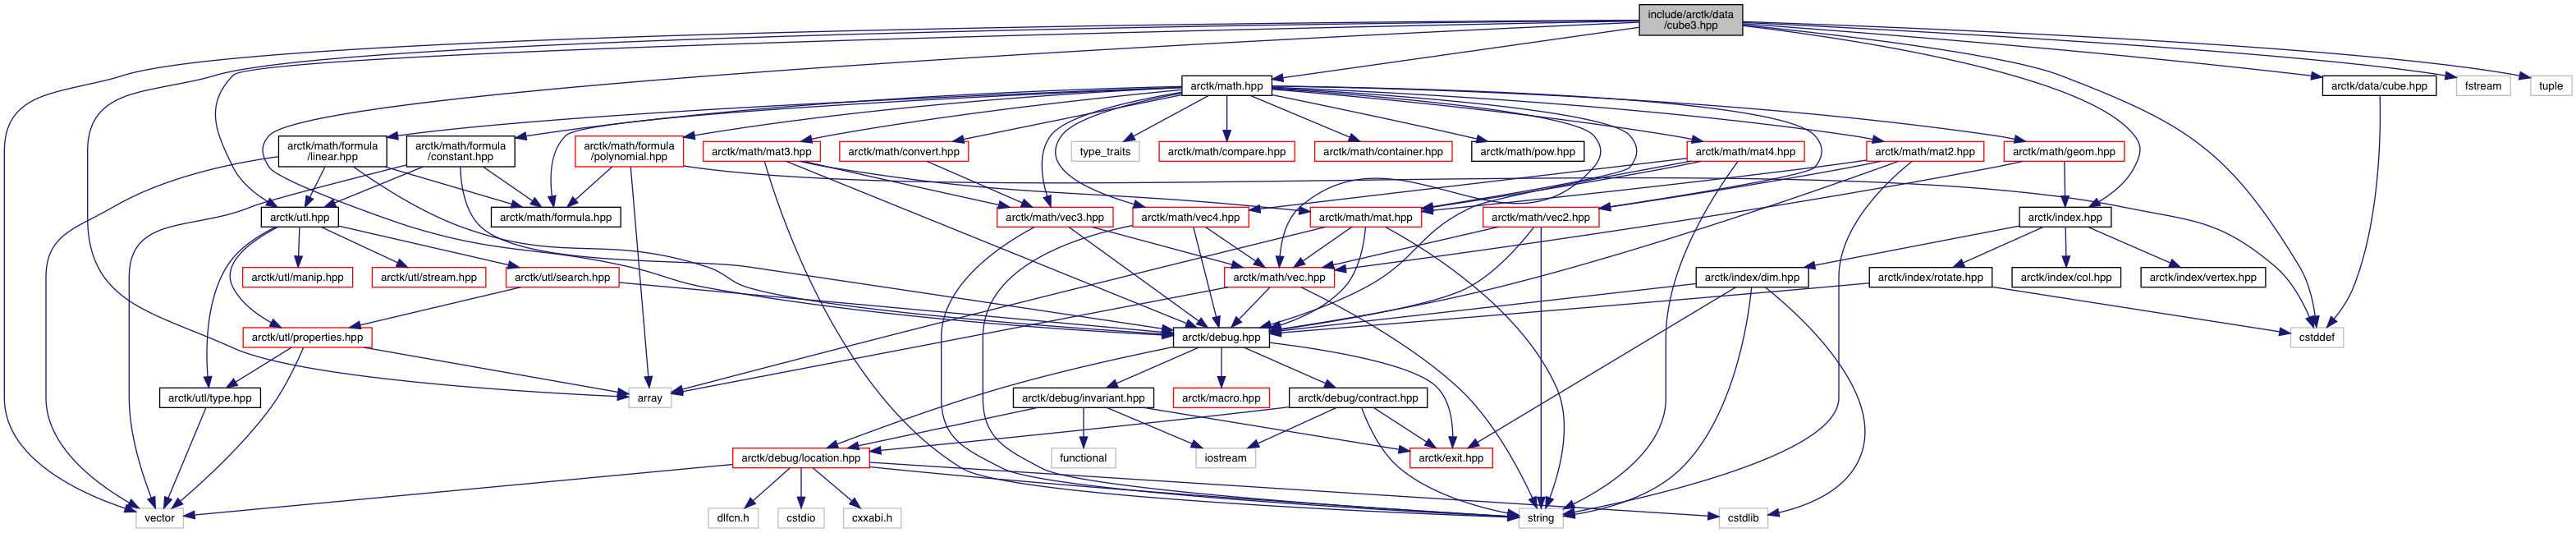 include/arctk/data
/cube3.hpp
arctk/math.hpp
arctk/data/cube.hpp
fstream
tuple
arctk/math/formula
/linear.hpp
arctk/math/formula
/constant.hpp
arctk/math/formula
/polynomial.hpp
arctk/math/mat3.hpp
arctk/math/convert.hpp
type_traits
arctk/math/compare.hpp
arctk/math/container.hpp
arctk/math/pow.hpp
arctk/math/mat4.hpp
arctk/math/mat2.hpp
arctk/math/geom.hpp
arctk/utl.hpp
arctk/math/formula.hpp
arctk/math/vec3.hpp
arctk/math/vec4.hpp
arctk/math/mat.hpp
arctk/math/vec2.hpp
arctk/index.hpp
arctk/utl/manip.hpp
arctk/utl/stream.hpp
arctk/utl/search.hpp
arctk/math/vec.hpp
arctk/index/dim.hpp
arctk/index/rotate.hpp
arctk/index/col.hpp
arctk/index/vertex.hpp
arctk/utl/properties.hpp
arctk/debug.hpp
cstddef
arctk/utl/type.hpp
array
arctk/debug/invariant.hpp
arctk/macro.hpp
arctk/debug/contract.hpp
arctk/debug/location.hpp
functional
iostream
arctk/exit.hpp
vector
dlfcn.h
cstdio
cxxabi.h
string
cstdlib